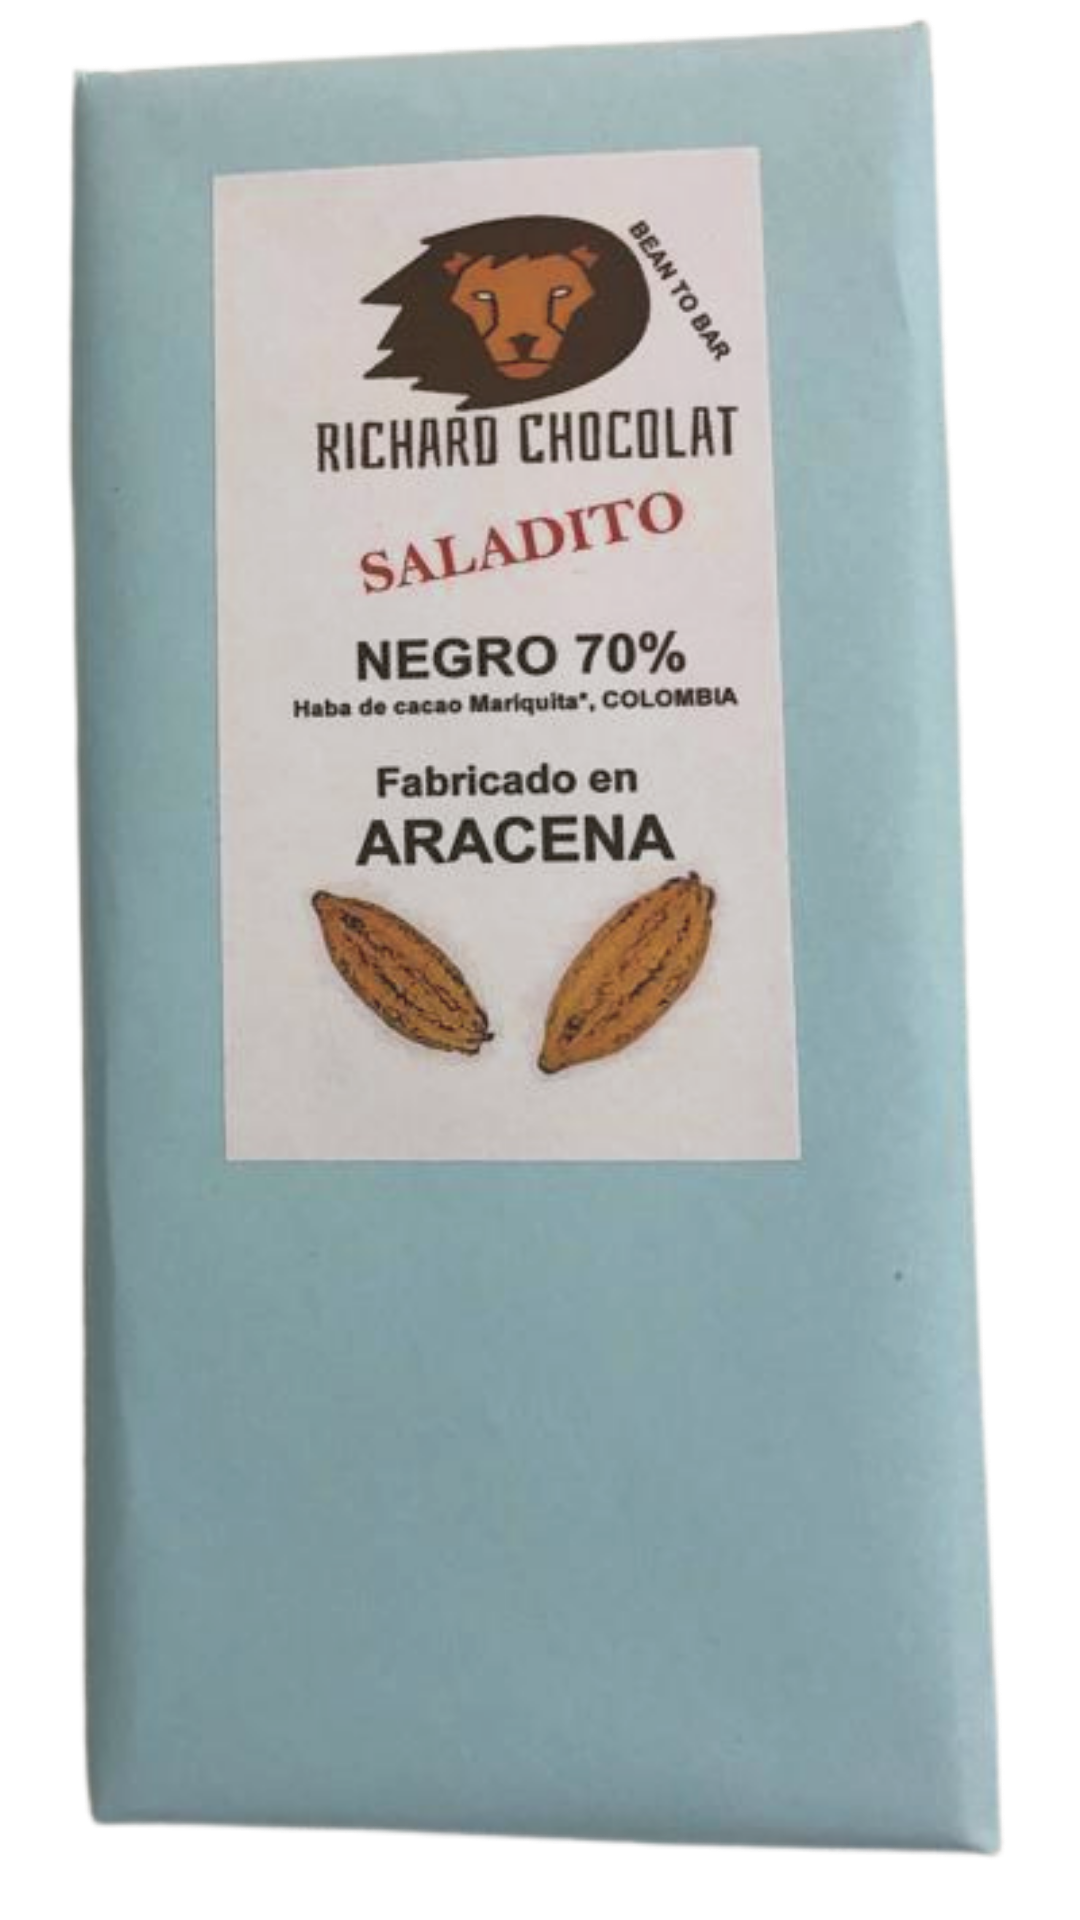 BEAN TO BAR
RICHARD CHOCOLAT
SALADITO
NEGRO 70%
Haba de cacao Mariquita*, COLOMBIA
Fabricado en
ARACENA